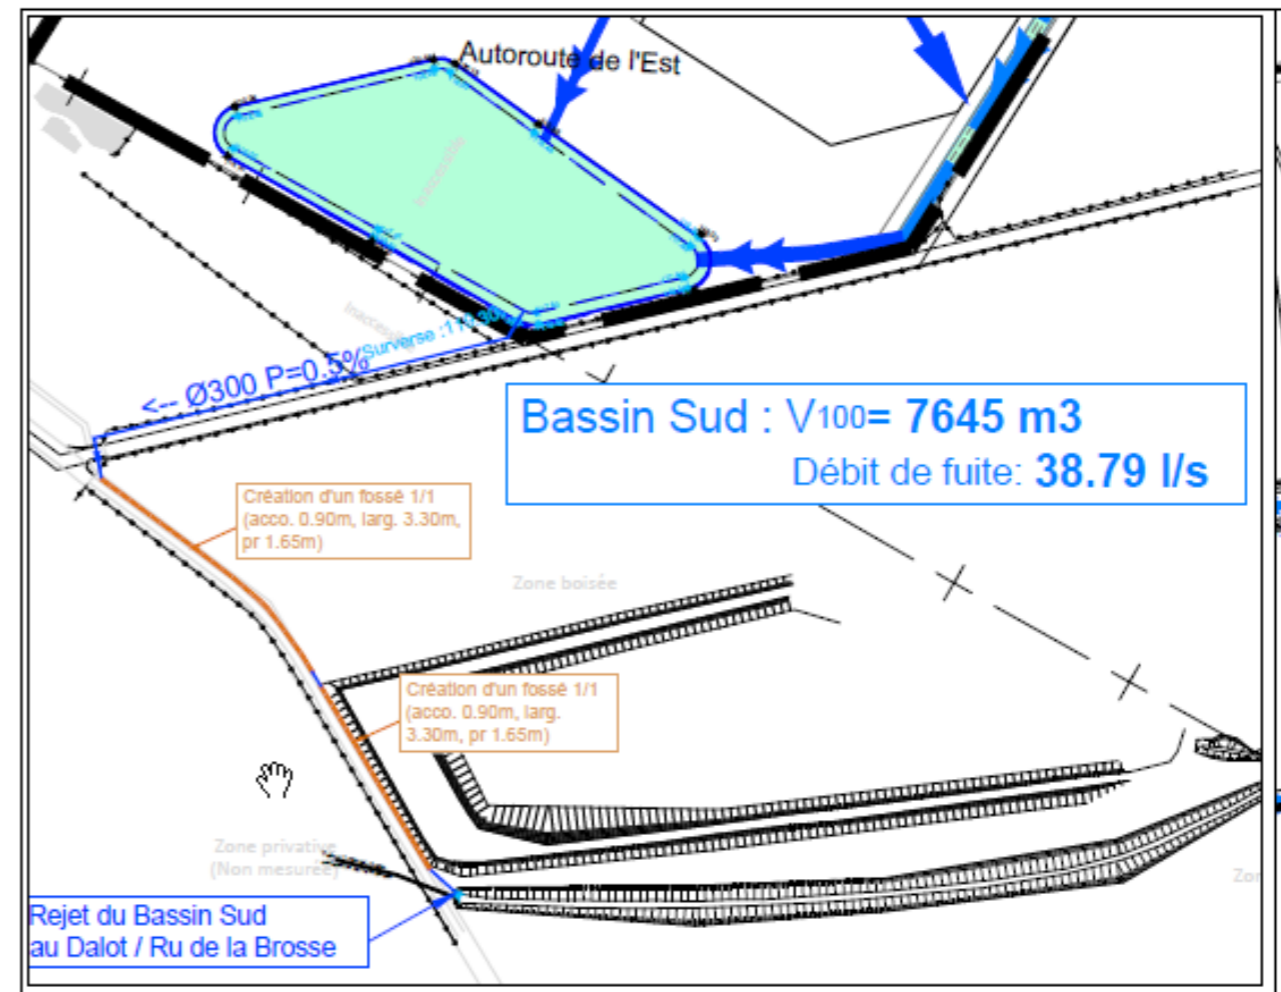 Autoroute de l'Est
Inaccessible
<-- Ø300 P=0.5%
Bassin Sud : V100= 7645 m3
Débit de fuite: 38.79 l/s
Création d'un fossé 1/1
(acco. 0.90m, larg. 3.30m,
pr 1.65m)
Zone boisée
Création d'un fossé 1/1
(acco. 0.90m, larg.
3.30m, pr 1.65m)
Zone privative
(Non mesurée)
Rejet du Bassin Sud
au Dalot / Ru de la Brosse